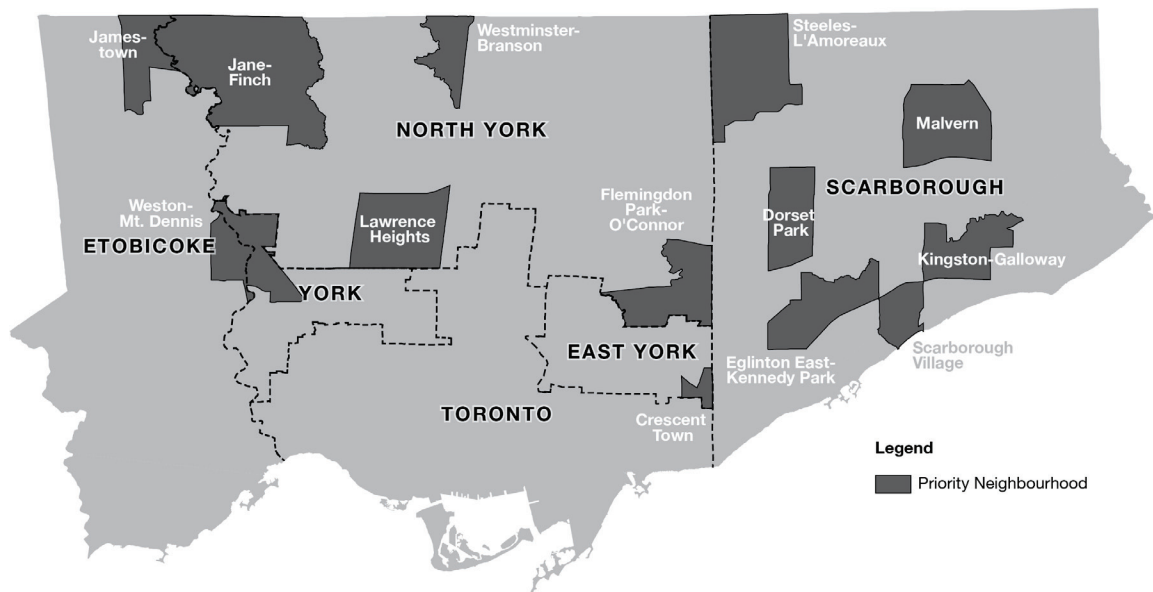 James-
town
Jane-
Finch
Westminster-
Branson
Steeles-
L'Amoreaux
NORTH YORK
Malvern
SCARBOROUGH
Weston-
Mt. Dennis
ETOBICOKE
Lawrence
Heights
Flemingdon
Park-
O'Connor
Dorset
Park
Kingston-Galloway
YORK
EAST YORK
Eglinton East-
Kennedy Park
Scarborough
Village
TORONTO
Crescent
Town
Legend
Priority Neighbourhood